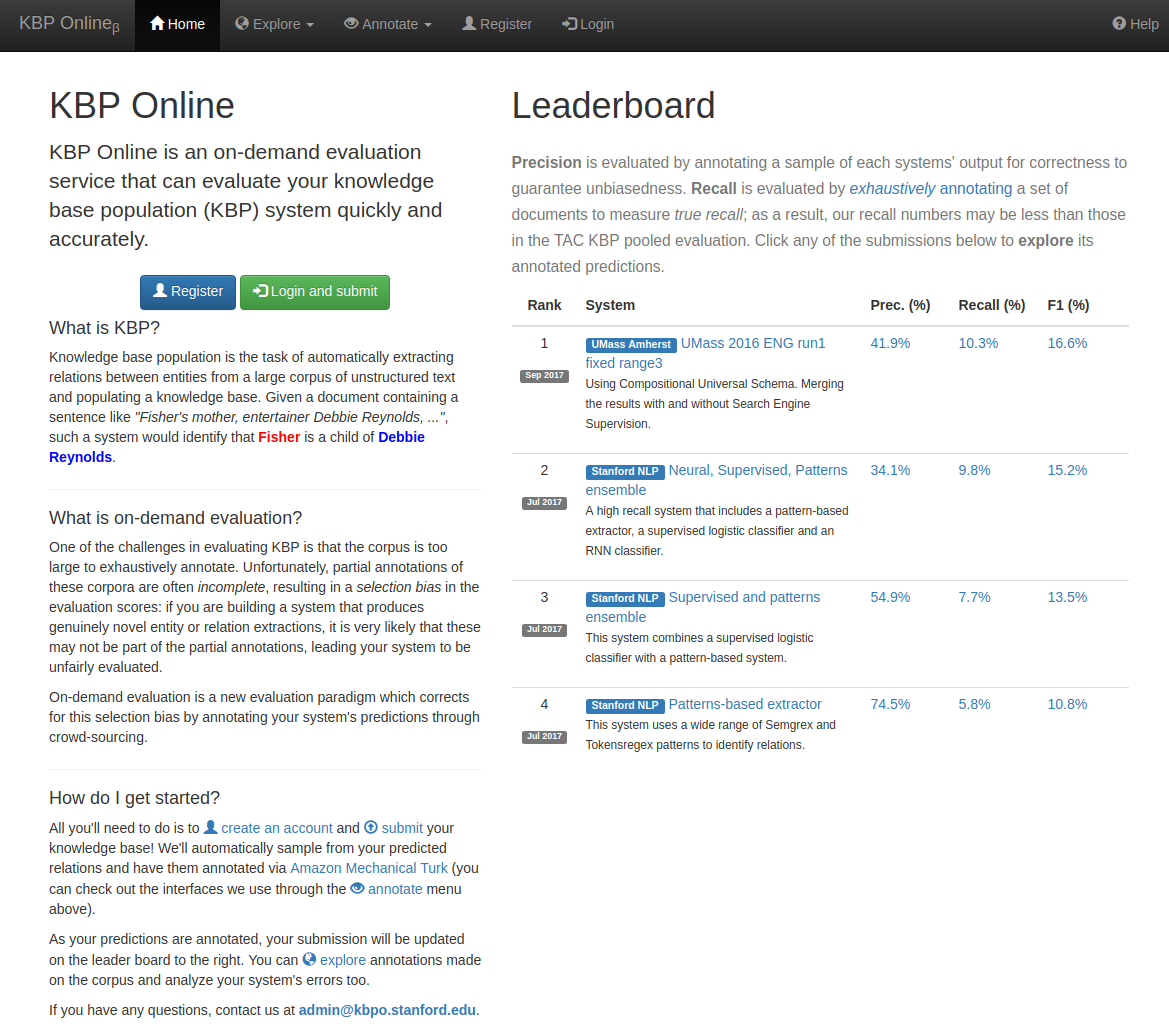 KBP Onlineβ Home Explore Annotate Register Login Help
KBP Online
KBP Online is an on-demand evaluation
service that can evaluate your knowledge
base population (KBP) system quickly and
accurately.
Register Login and submit
What is KBP?
Knowledge base population is the task of automatically extracting
relations between entities from a large corpus of unstructured text
and populating a knowledge base. Given a document containing a
sentence like "Fisher's mother, entertainer Debbie Reynolds, ...",
such a system would identify that Fisher is a child of Debbie
Reynolds.
What is on-demand evaluation?
One of the challenges in evaluating KBP is that the corpus is too
large to exhaustively annotate. Unfortunately, partial annotations of
these corpora are often incomplete, resulting in a selection bias in the
evaluation scores: if you are building a system that produces
genuinely novel entity or relation extractions, it is very likely that these
may not be part of the partial annotations, leading your system to be
unfairly evaluated.
On-demand evaluation is a new evaluation paradigm which corrects
for this selection bias by annotating your system's predictions through
crowd-sourcing.
How do I get started?
All you'll need to do is to create an account and submit your
knowledge base! We'll automatically sample from your predicted
relations and have them annotated via Amazon Mechanical Turk (you
can check out the interfaces we use through the annotate menu
above).
As your predictions are annotated, your submission will be updated
on the leader board to the right. You can explore annotations made
on the corpus and analyze your system's errors too.
If you have any questions, contact us at admin@kbpo.stanford.edu.
Leaderboard
Precision is evaluated by annotating a sample of each systems' output for correctness to
guarantee unbiasedness. Recall is evaluated by exhaustively annotating a set of
documents to measure true recall; as a result, our recall numbers may be less than those
in the TAC KBP pooled evaluation. Click any of the submissions below to explore its
annotated predictions.
Rank System Prec. (%) Recall (%) F1 (%)
1 UMass Amherst UMass 2016 ENG run1 41.9% 10.3% 16.6%
fixed range3
Sep 2017
Using Compositional Universal Schema. Merging
the results with and without Search Engine
Supervision.
2 Stanford NLP Neural, Supervised, Patterns 34.1% 9.8% 15.2%
ensemble
Jul 2017
A high recall system that includes a pattern-based
extractor, a supervised logistic classifier and an
RNN classifier.
3 Stanford NLP Supervised and patterns 54.9% 7.7% 13.5%
ensemble
Jul 2017
This system combines a supervised logistic
classifier with a pattern-based system.
4 Stanford NLP Patterns-based extractor 74.5% 5.8% 10.8%
Jul 2017
This system uses a wide range of Semgrex and
Tokensregex patterns to identify relations.